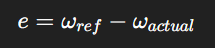 e = ω_ref − ω_actual